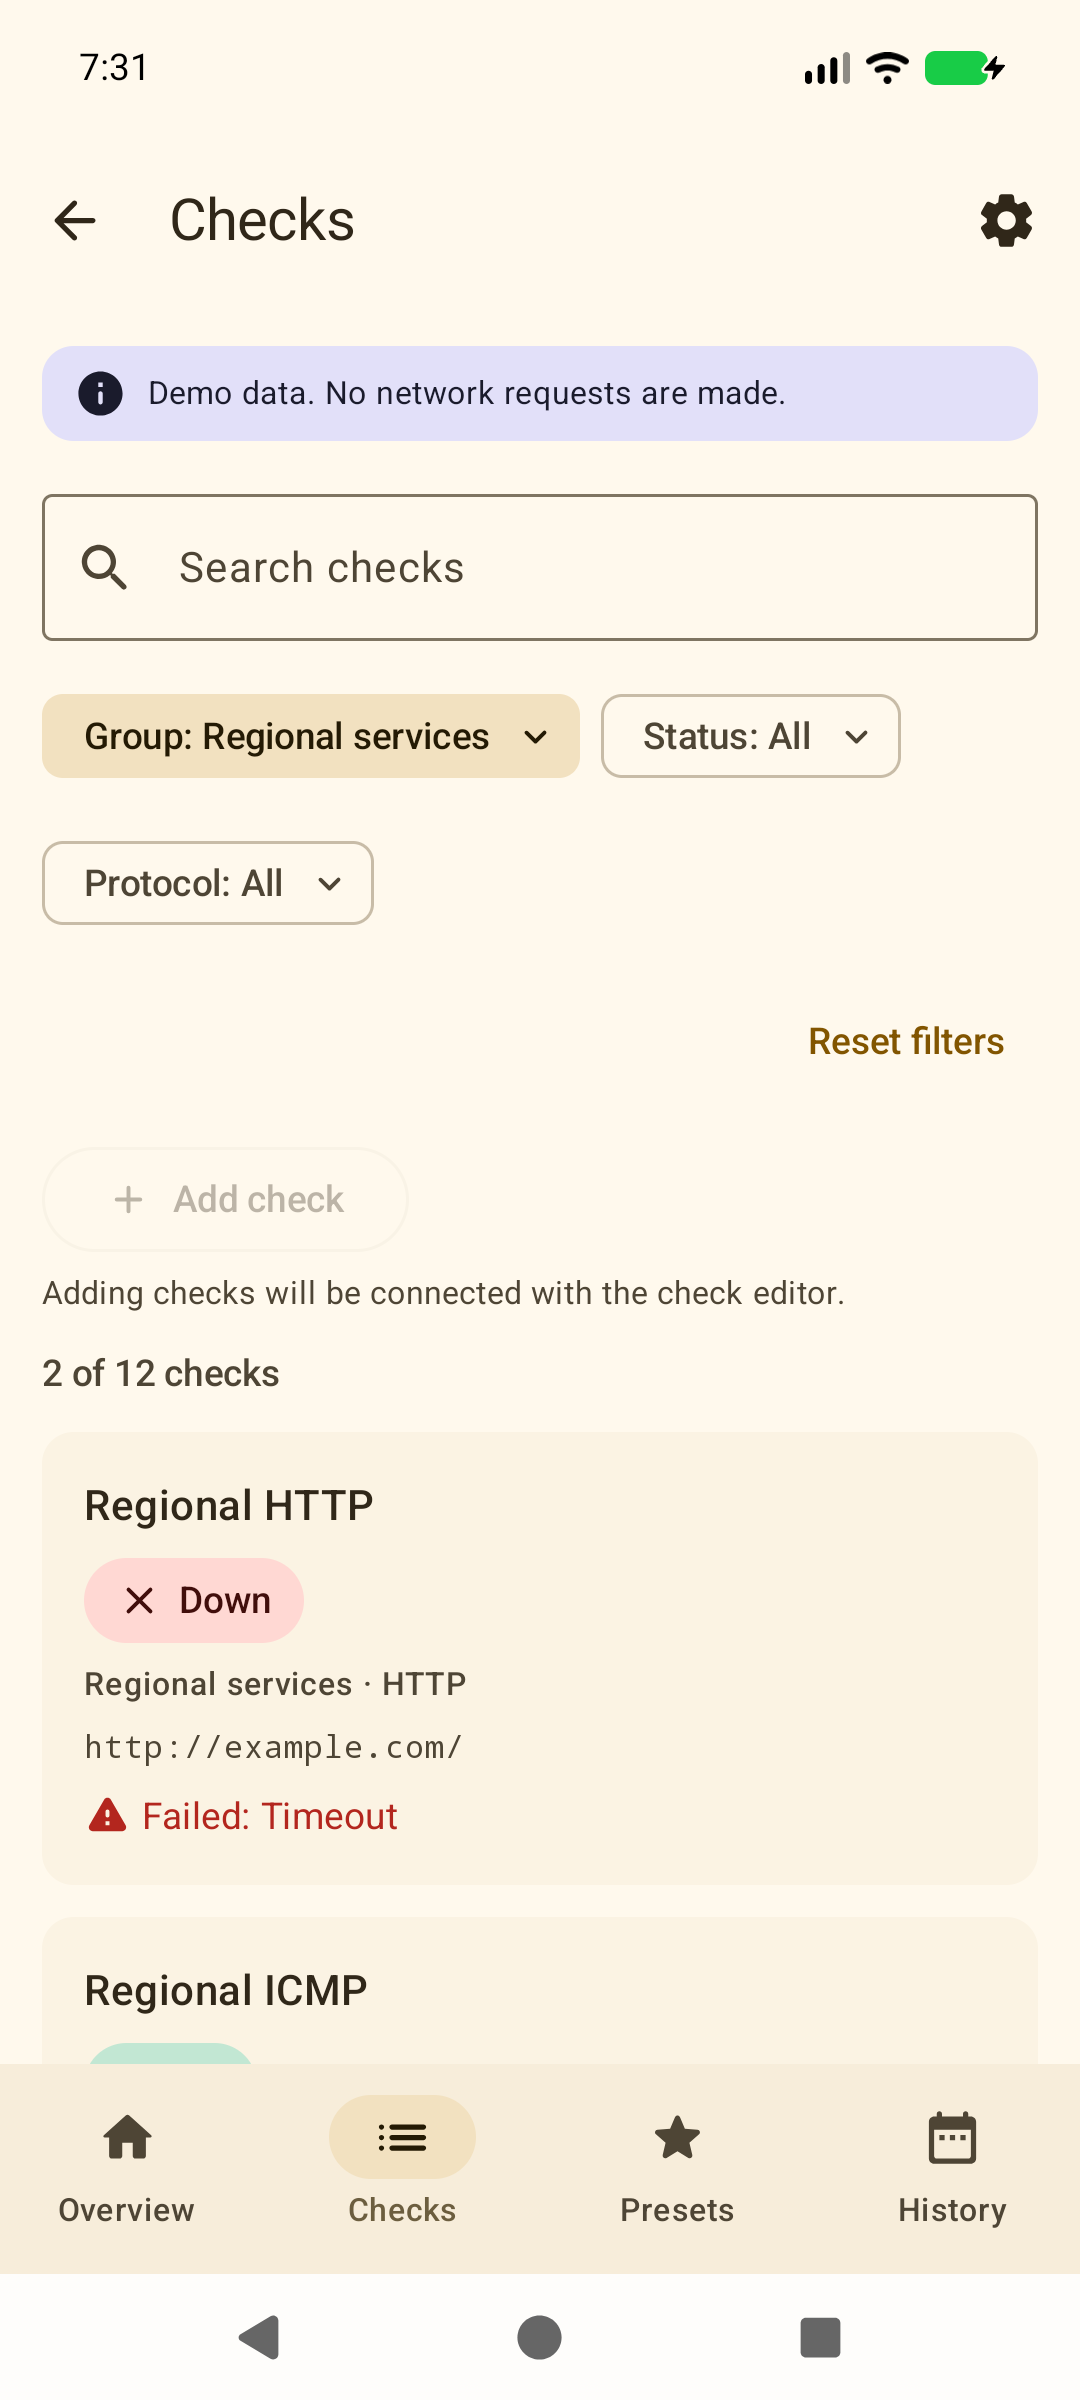 7:31
Checks
Demo data. No network requests are made.
Search checks
Group: Regional services
Status: All
Protocol: All
Reset filters
Add check
Adding checks will be connected with the check editor.
2 of 12 checks
Regional HTTP
Down
Regional services · HTTP
http://example.com/
Failed: Timeout
Regional ICMP
Overview
Checks
Presets
History